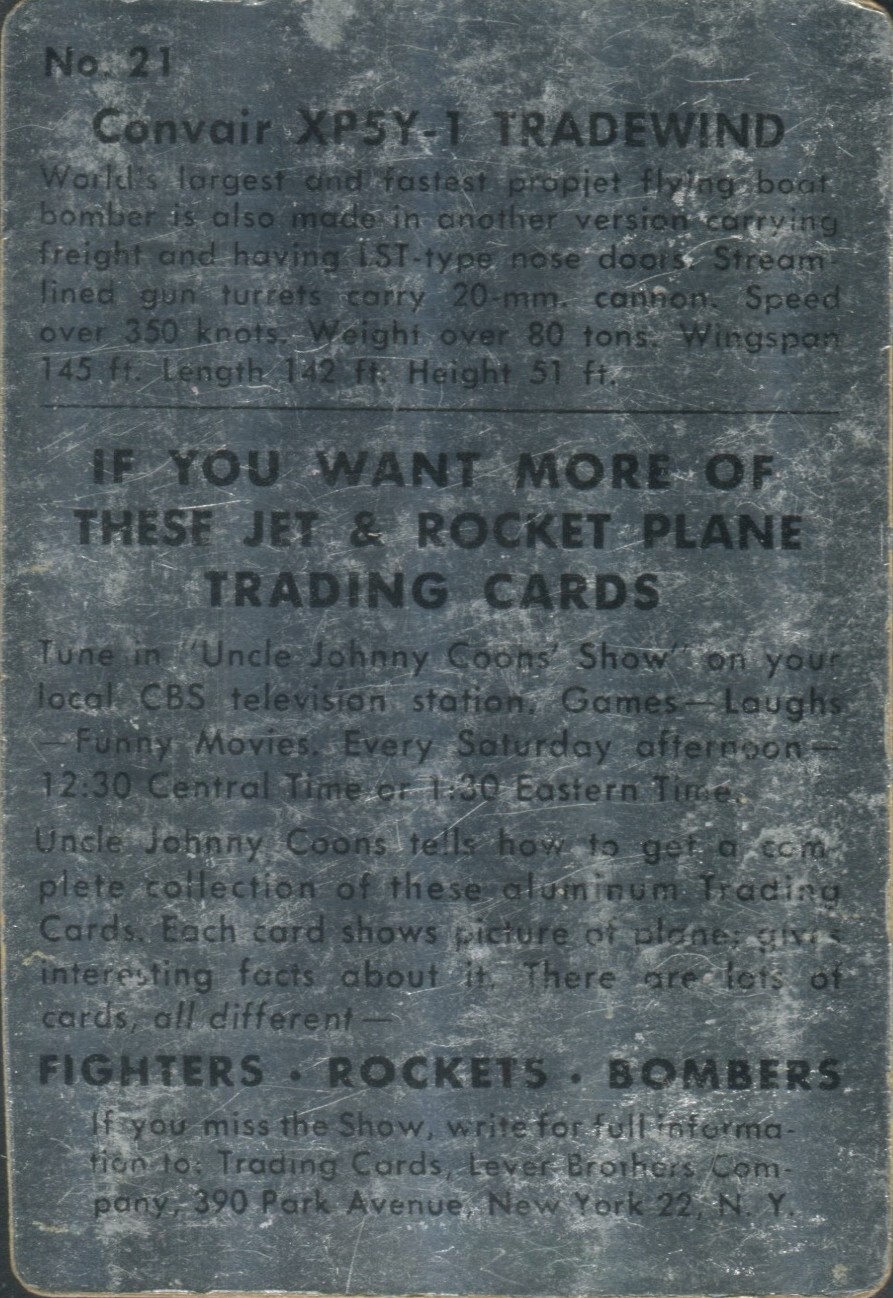 No. 21
Convair XP5Y-1 TRADEWIND
World's largest and fastest propjet flying boat
bomber is also made in another version carrying
freight and having LST-type nose doors. Stream-
lined gun turrets carry 20-mm. cannon. Speed
over 350 knots. Weight over 80 tons. Wingspan
145 ft. Length 142 ft. Height 51 ft.
IF YOU WANT MORE OF
THESE JET & ROCKET PLANE
TRADING CARDS
Tune in "Uncle Johnny Coons' Show" on your
local CBS television station. Games—Laughs
—Funny Movies. Every Saturday afternoon—
12:30 Central Time or 1:30 Eastern Time.
Uncle Johnny Coons tells how to get a com-
plete collection of these aluminum Trading
Cards. Each card shows picture of plane; gives
interesting facts about it. There are lots of
cards, all different—
FIGHTERS • ROCKETS • BOMBERS
If you miss the Show, write for full informa-
tion to: Trading Cards, Lever Brothers Com-
pany, 390 Park Avenue, New York 22, N. Y.